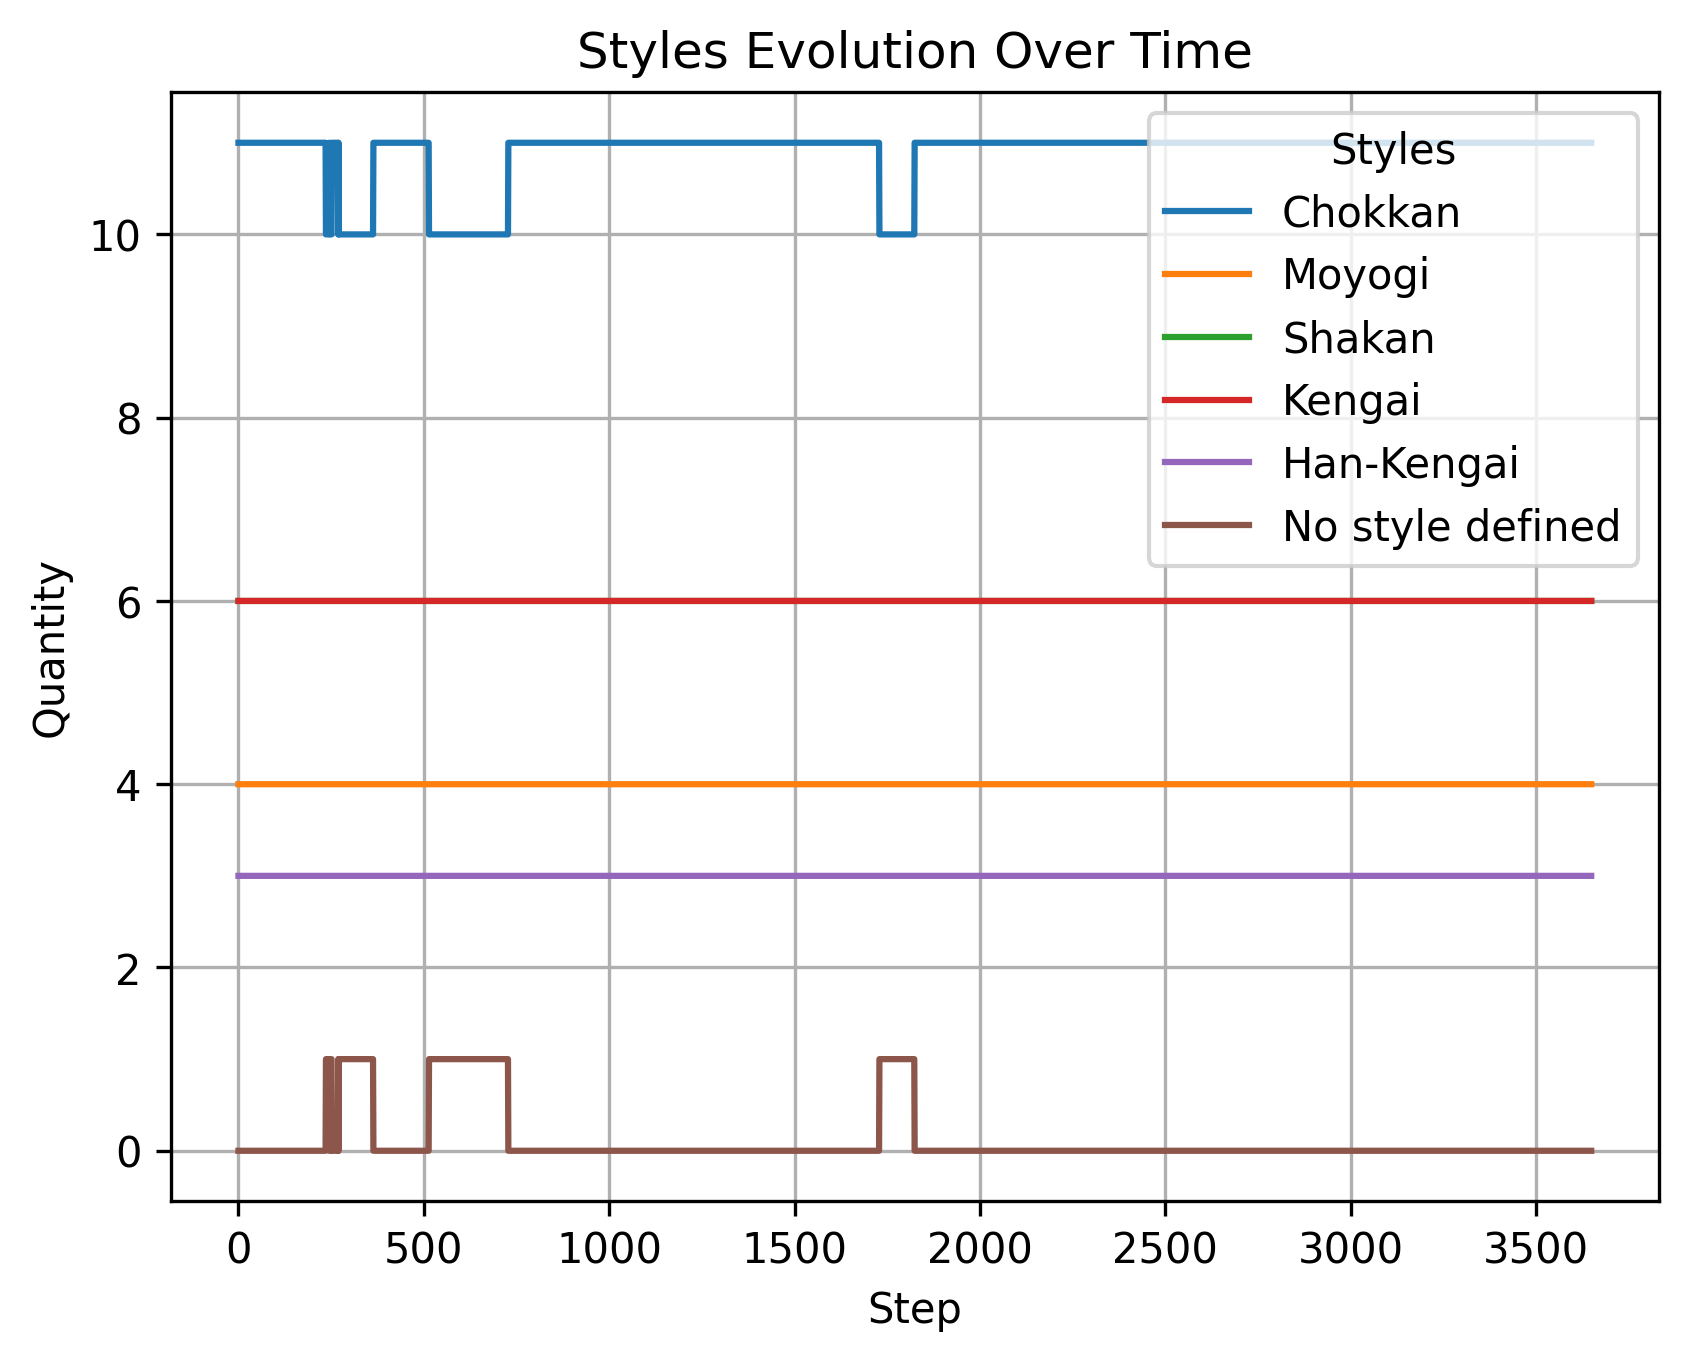 Styles Evolution Over Time
Styles
Chokkan
Moyogi
Shakan
Kengai
Han-Kengai
No style defined
Quantity
10
8
6
4
2
0
0 500 1000 1500 2000 2500 3000 3500
Step